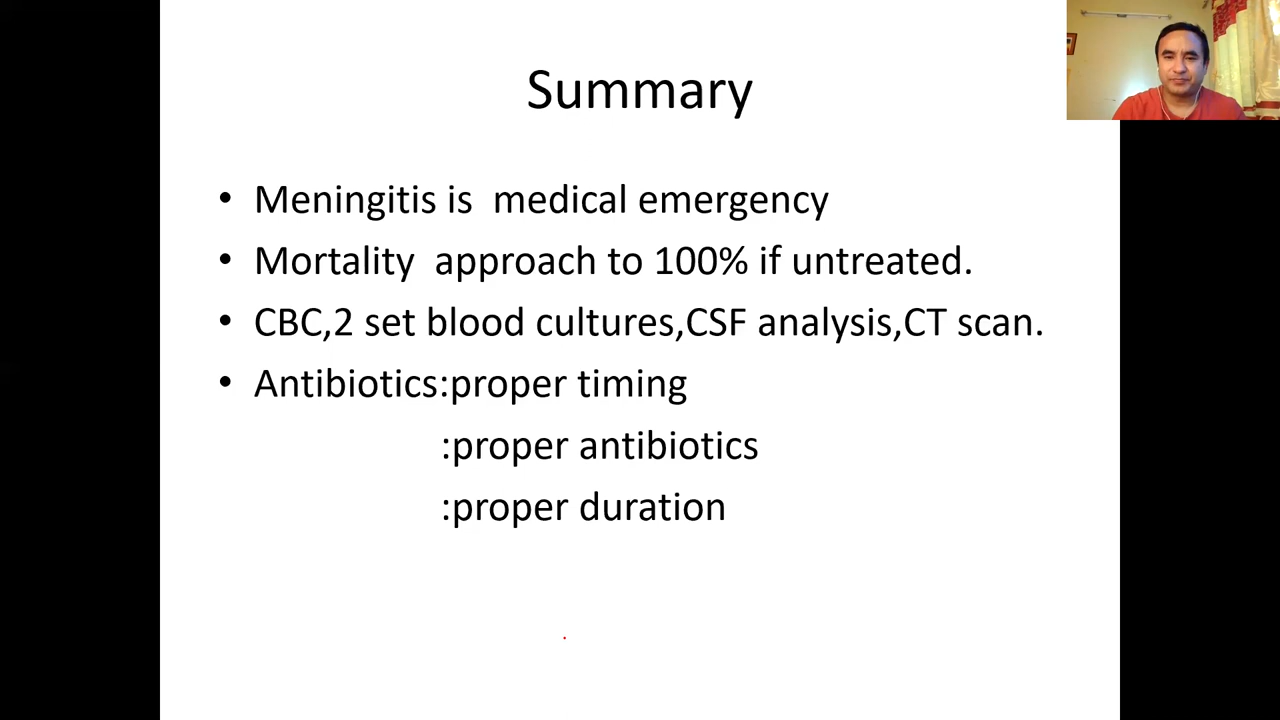 Summary
• Meningitis is  medical emergency
• Mortality  approach to 100% if untreated.
• CBC,2 set blood cultures,CSF analysis,CT scan.
• Antibiotics:proper timing
:proper antibiotics
:proper duration